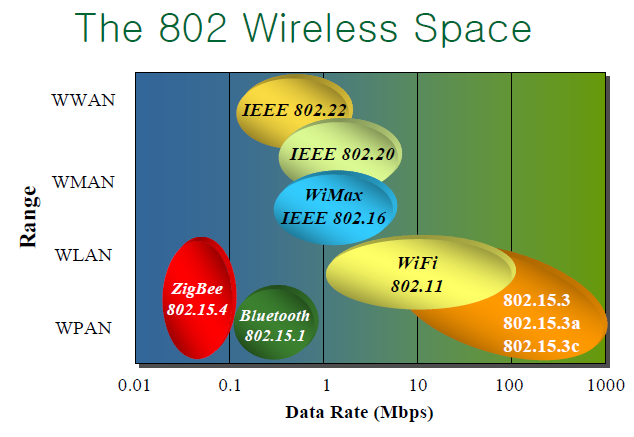 The 802 Wireless Space
Range
WWAN
WMAN
WLAN
WPAN
IEEE 802.22
IEEE 802.20
WiMax
IEEE 802.16
WiFi
802.11
ZigBee
802.15.4
Bluetooth
802.15.1
802.15.3
802.15.3a
802.15.3c
0.01 0.1 1 10 100 1000
Data Rate (Mbps)